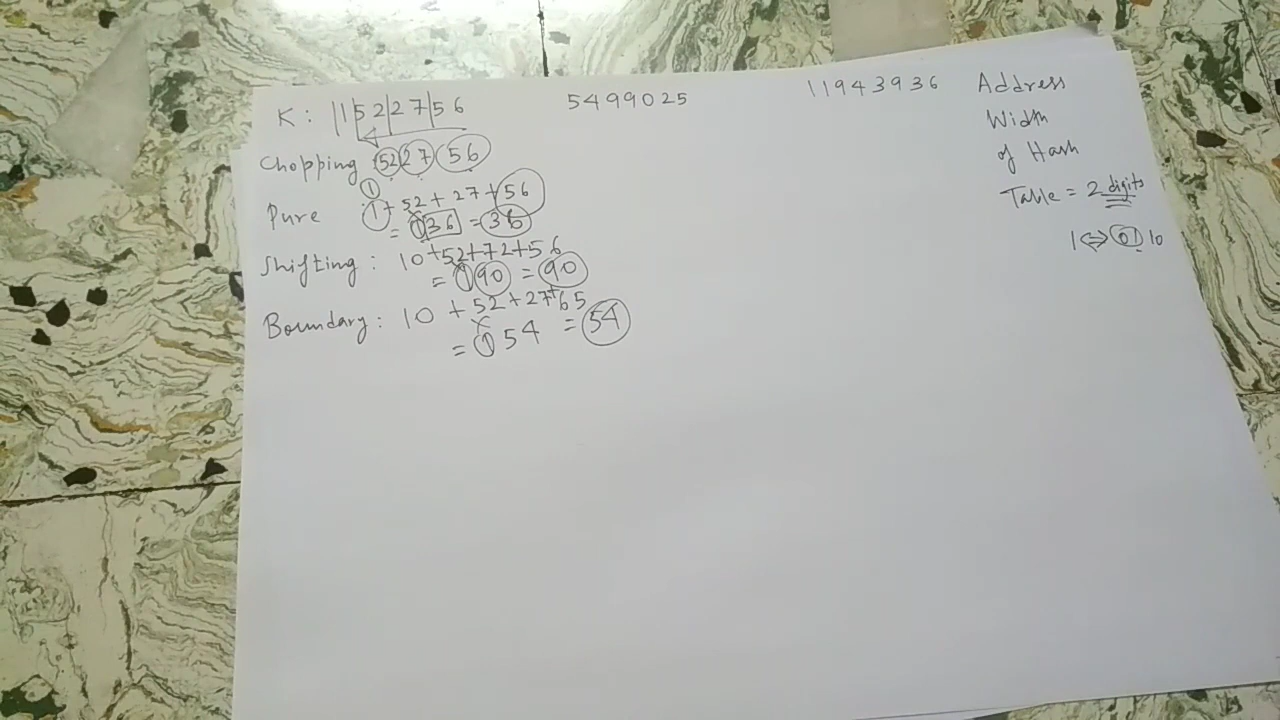 K: 1|52|27|56 5499025 11943936
Chopping 1 52 27 56
Pure 1 + 52 + 27 + 56
= 136 = 36
Shifting: 10 + 52 + 72 + 56
= 190 = 90
Boundary: 10 + 52 + 27 + 65
= 154 = 54
Address
Width
of Hash
Table = 2 digits
1 ⇔ 01 10